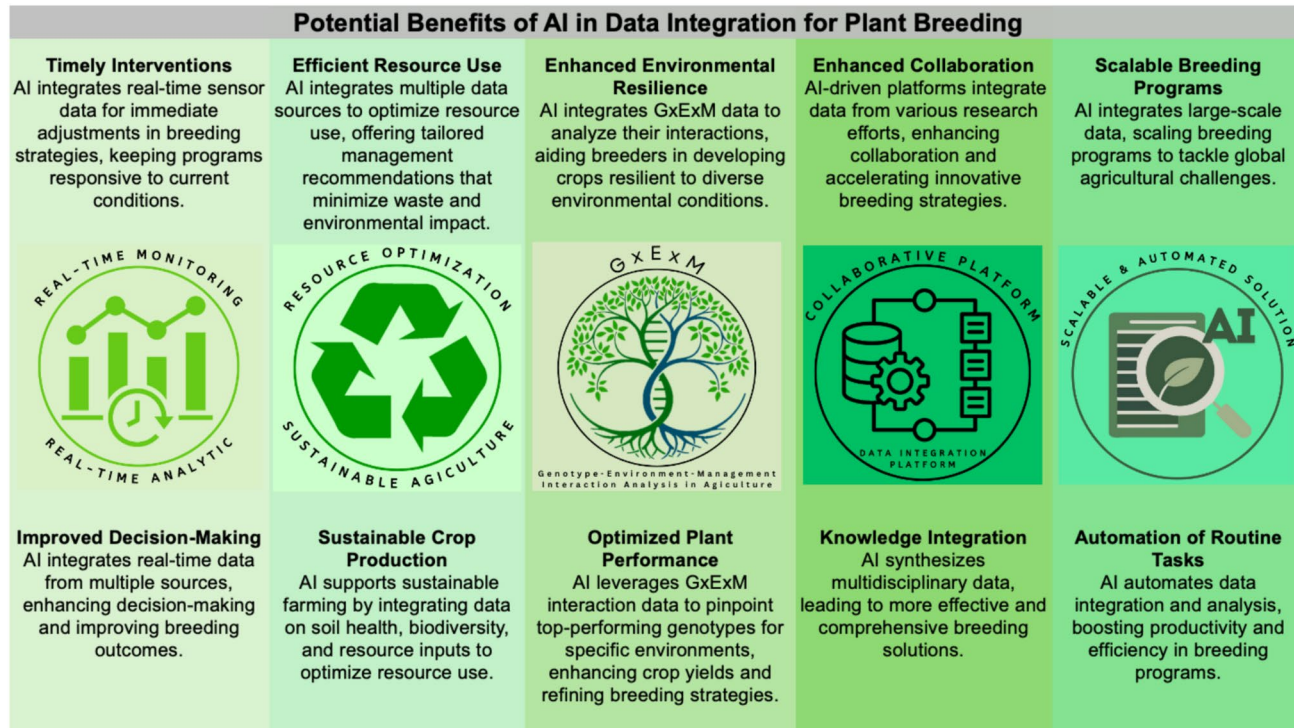 Potential Benefits of AI in Data Integration for Plant Breeding
Timely Interventions
AI integrates real-time sensor
data for immediate
adjustments in breeding
strategies, keeping programs
responsive to current
conditions.
REAL-TIME MONITORING
REAL-TIME ANALYTIC
Improved Decision-Making
AI integrates real-time data
from multiple sources,
enhancing decision-making
and improving breeding
outcomes.
Efficient Resource Use
AI integrates multiple data
sources to optimize resource
use, offering tailored
management
recommendations that
minimize waste and
environmental impact.
RESOURCE OPTIMIZATION
SUSTAINABLE AGICULTURE
Sustainable Crop
Production
AI supports sustainable
farming by integrating data
on soil health, biodiversity,
and resource inputs to
optimize resource use.
Enhanced Environmental
Resilience
AI integrates GxExM data to
analyze their interactions,
aiding breeders in developing
crops resilient to diverse
environmental conditions.
GxExM
Genotype-Environment-Management
Interaction Analysis in Agiculture
Optimized Plant
Performance
AI leverages GxExM
interaction data to pinpoint
top-performing genotypes for
specific environments,
enhancing crop yields and
refining breeding strategies.
Enhanced Collaboration
AI-driven platforms integrate
data from various research
efforts, enhancing
collaboration and
accelerating innovative
breeding strategies.
COLLABORATIVE PLATFORM
DATA INTEGRATION
PLATFORM
Knowledge Integration
AI synthesizes
multidisciplinary data,
leading to more effective and
comprehensive breeding
solutions.
Scalable Breeding
Programs
AI integrates large-scale
data, scaling breeding
programs to tackle global
agricultural challenges.
SCALABLE & AUTOMATED SOLUTION
AI
Automation of Routine
Tasks
AI automates data
integration and analysis,
boosting productivity and
efficiency in breeding
programs.